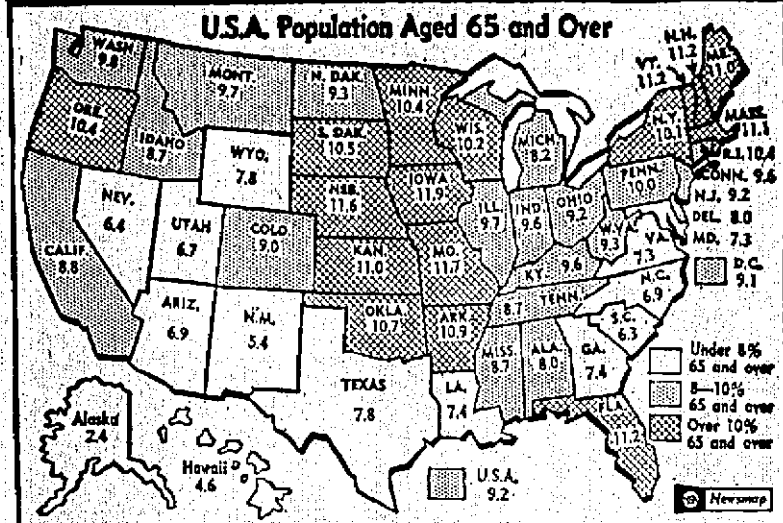 U.S.A. Population Aged 65 and Over
WASH
9.8
ORE.
10.4
CALIF.
8.8
NEV.
6.4
IDAHO
8.7
MONT.
9.7
WYO.
7.8
UTAH
6.7
ARIZ.
6.9
COLO.
9.0
N.M.
5.4
N. DAK.
9.3
S. DAK.
10.5
NEB.
11.6
KAN.
11.0
OKLA.
10.7
TEXAS
7.8
MINN.
10.4
IOWA
11.9
MO.
11.7
ARK.
10.9
LA.
7.4
WIS.
10.2
ILL.
9.7
MICH.
8.2
IND.
9.6
OHIO
9.2
KY. 9.6
8.7 TENN.
MISS.
8.7
ALA.
8.0
GA.
7.4
FLA.
11.2
S.C.
6.3
N.C.
6.9
VA.
7.3
W.V.
9.3
PENN.
10.0
N.Y.
10.1
VT.
11.2
N.H.
11.2
ME.
11.0
MASS.
11.1
R.I. 10.4
CONN. 9.6
N.J. 9.2
DEL. 8.0
MD. 7.3
D.C.
9.1
Alaska
2.4
Hawaii
4.6
U.S.A.
9.2
Under 8%
65 and over
8—10%
65 and over
Over 10%
65 and over
Newsmap